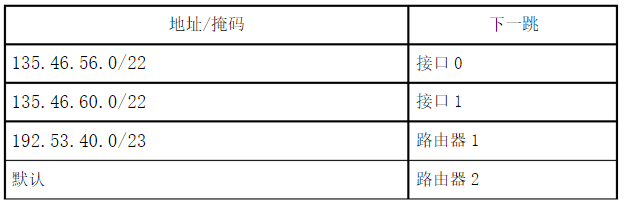 地址/掩码 下一跳
135.46.56.0/22 接口 0
135.46.60.0/22 接口 1
192.53.40.0/23 路由器 1
默认 路由器 2